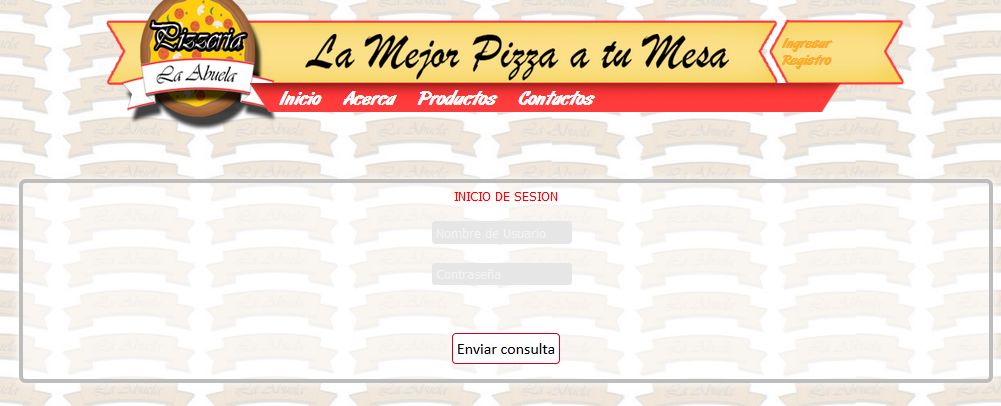 Pizzeria
La Abuela
La Mejor Pizza a tu Mesa
Ingresar
Registro
Inicio Acerca Productos Contactos
INICIO DE SESION
Nombre de Usuario
Contraseña
Enviar consulta